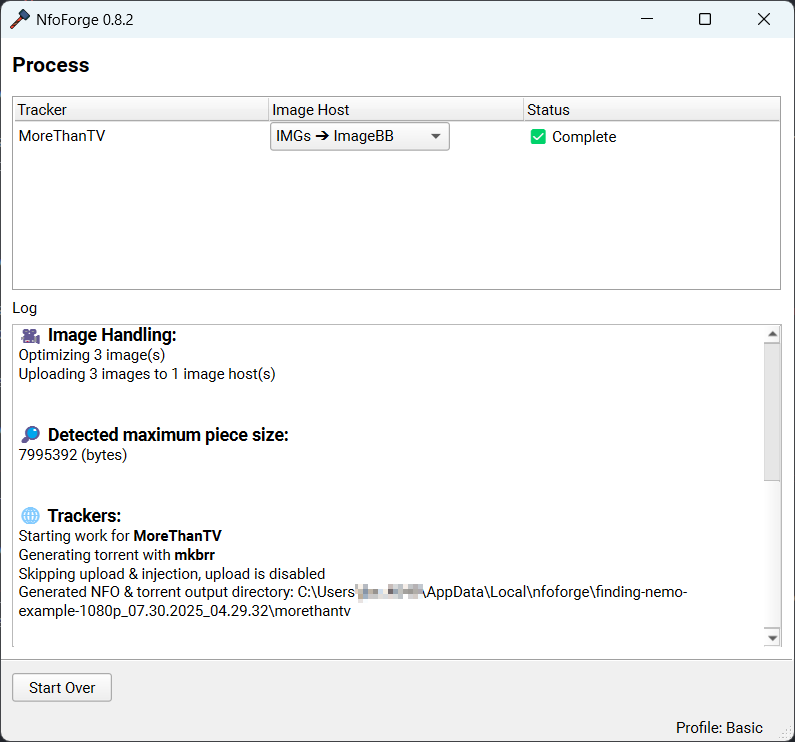 NfoForge 0.8.2
Process
Tracker Image Host Status
MoreThanTV IMGs ➔ ImageBB Complete
Log
Image Handling:
Optimizing 3 image(s)
Uploading 3 images to 1 image host(s)
Detected maximum piece size:
7995392 (bytes)
Trackers:
Starting work for MoreThanTV
Generating torrent with mkbrr
Skipping upload & injection, upload is disabled
Generated NFO & torrent output directory: C:\Users\ \AppData\Local\nfoforge\finding-nemo-
example-1080p_07.30.2025_04.29.32\morethantv
Start Over
Profile: Basic